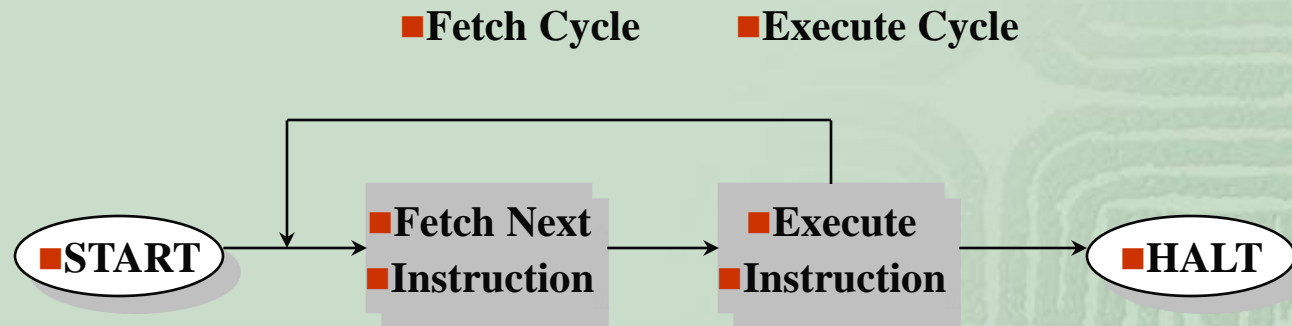 ■Fetch Cycle ■Execute Cycle
■START
■Fetch Next
■Instruction
■Execute
■Instruction
■HALT